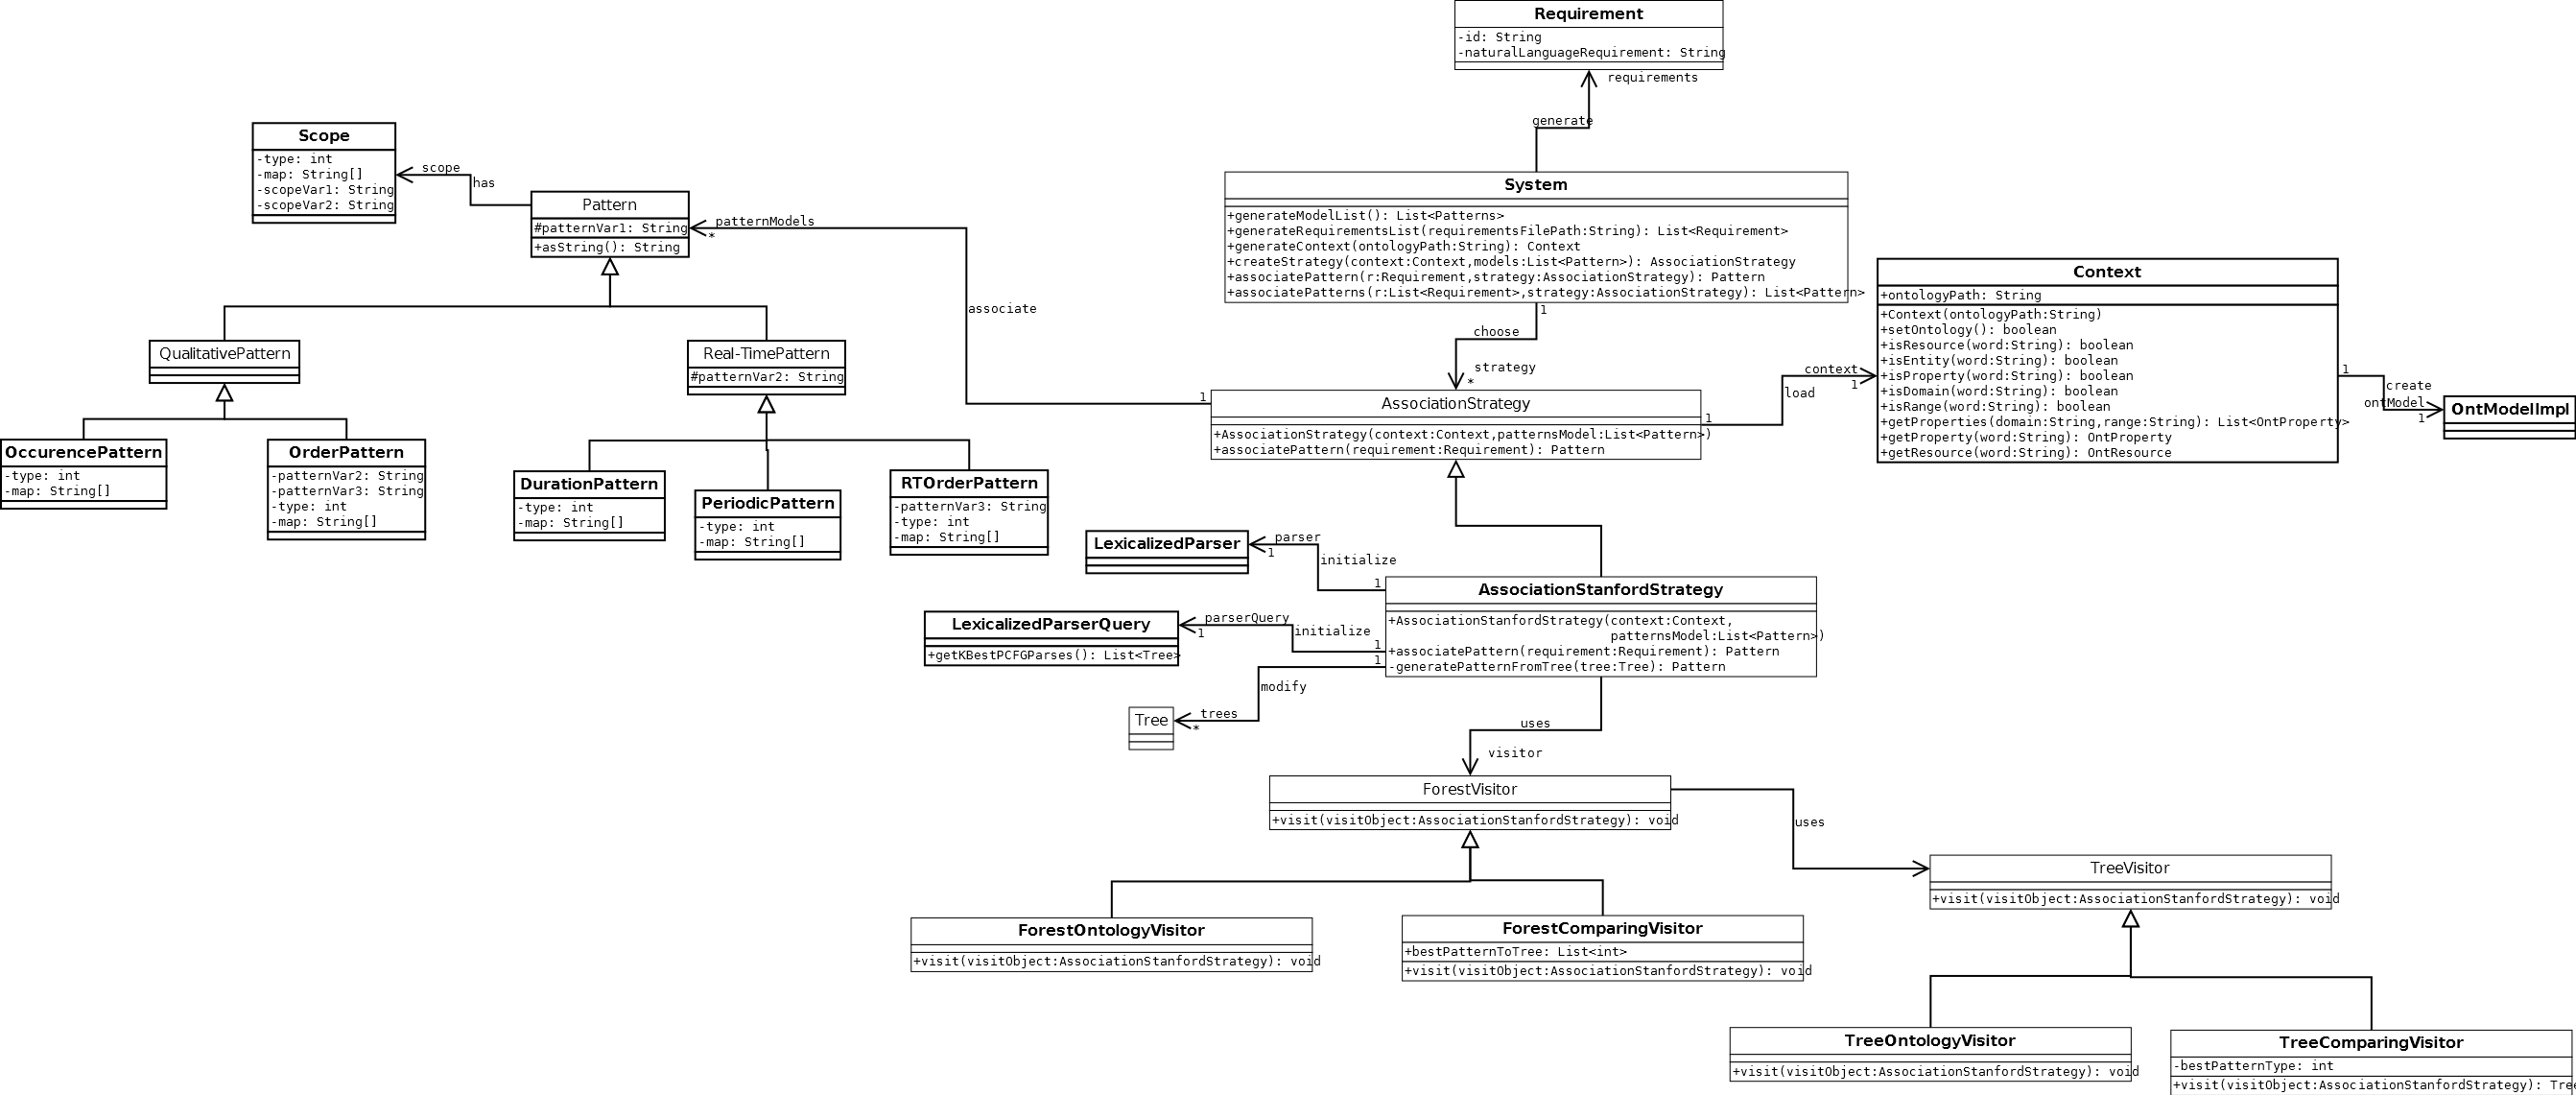 Requirement
-id: String
-naturalLanguageRequirement: String
requirements
generate
System
+generateModelList(): List<Patterns>
+generateRequirementsList(requirementsFilePath:String): List<Requirement>
+generateContext(ontologyPath:String): Context
+createStrategy(context:Context,models:List<Pattern>): AssociationStrategy
+associatePattern(r:Requirement,strategy:AssociationStrategy): Pattern
+associatePatterns(r:List<Requirement>,strategy:AssociationStrategy): List<Pattern>
Scope
-type: int
-map: String[]
-scopeVar1: String
-scopeVar2: String
scope
has
Pattern
#patternVar1: String
+asString(): String
patternModels
*
associate
1
QualitativePattern
Real-TimePattern
#patternVar2: String
OccurencePattern
-type: int
-map: String[]
OrderPattern
-patternVar2: String
-patternVar3: String
-type: int
-map: String[]
DurationPattern
-type: int
-map: String[]
PeriodicPattern
-type: int
-map: String[]
RTOrderPattern
-patternVar3: String
-type: int
-map: String[]
1
choose
strategy
*
AssociationStrategy
+AssociationStrategy(context:Context,patternsModel:List<Pattern>)
+associatePattern(requirement:Requirement): Pattern
1
load
context
1
Context
+ontologyPath: String
+Context(ontologyPath:String)
+setOntology(): boolean
+isResource(word:String): boolean
+isEntity(word:String): boolean
+isProperty(word:String): boolean
+isDomain(word:String): boolean
+isRange(word:String): boolean
+getProperties(domain:String,range:String): List<OntProperty>
+getProperty(word:String): OntProperty
+getResource(word:String): OntResource
1
create
ontModel
1
OntModelImpl
LexicalizedParser
parser
1
initialize
1
AssociationStanfordStrategy
+AssociationStanfordStrategy(context:Context,
patternsModel:List<Pattern>)
+associatePattern(requirement:Requirement): Pattern
-generatePatternFromTree(tree:Tree): Pattern
LexicalizedParserQuery
+getKBestPCFGParses(): List<Tree>
parserQuery
1
initialize
1
1
modify
trees
*
Tree
uses
visitor
ForestVisitor
+visit(visitObject:AssociationStanfordStrategy): void
uses
TreeVisitor
+visit(visitObject:AssociationStanfordStrategy): void
ForestOntologyVisitor
+visit(visitObject:AssociationStanfordStrategy): void
ForestComparingVisitor
+bestPatternToTree: List<int>
+visit(visitObject:AssociationStanfordStrategy): void
TreeOntologyVisitor
+visit(visitObject:AssociationStanfordStrategy): void
TreeComparingVisitor
-bestPatternType: int
+visit(visitObject:AssociationStanfordStrategy):